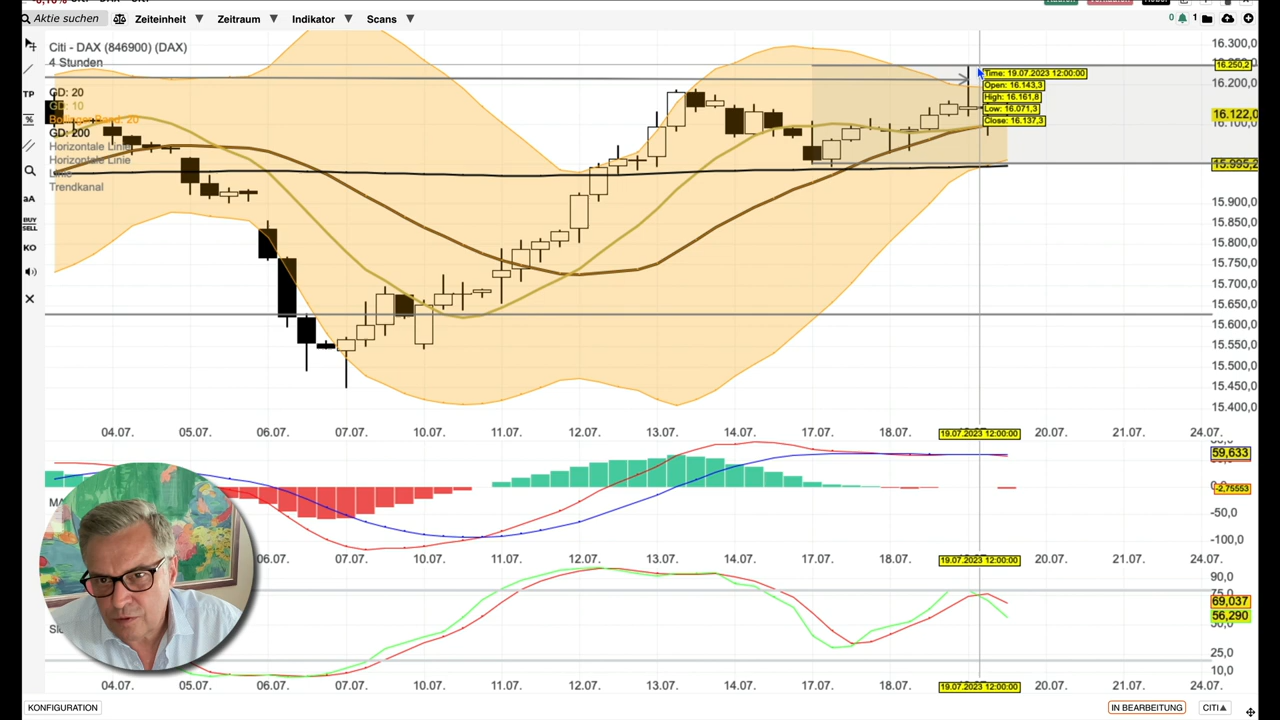 Aktie suchen Zeiteinheit ▼ Zeitraum ▼ Indikator ▼ Scans ▼ 0 1
Citi - DAX (846900) (DAX)
4 Stunden
GD: 20
GD: 10
Bollinger Band: 20
GD: 200
Horizontale Linie
Horizontale Linie
Linie
Trendkanal
TP
%
aA
BUY
SELL
KO
Time: 19.07.2023 12:00:00
Open: 16.143,3
High: 16.161,8
Low: 16.071,3
Close: 16.137,3
16.300,0
16.250,2
16.200,0
16.122,0
16.100,0
15.995,2
15.900,0
15.850,0
15.800,0
15.750,0
15.700,0
15.650,0
15.600,0
15.550,0
15.500,0
15.450,0
15.400,0
04.07. 05.07. 06.07. 07.07. 10.07. 11.07. 12.07. 13.07. 14.07. 17.07. 18.07. 19.07.2023 12:00:00 20.07. 21.07. 24.07.
59,633
-2,75553
-50,0
-100,0
06.07. 07.07. 10.07. 11.07. 12.07. 13.07. 14.07. 17.07. 18.07. 19.07.2023 12:00:00 20.07. 21.07. 24.07.
90,0
69,037
56,290
25,0
10,0
04.07. 05.07. 06.07. 07.07. 10.07. 11.07. 12.07. 13.07. 14.07. 17.07. 18.07. 19.07.2023 12:00:00 20.07. 21.07. 24.07.
KONFIGURATION IN BEARBEITUNG CITI▲